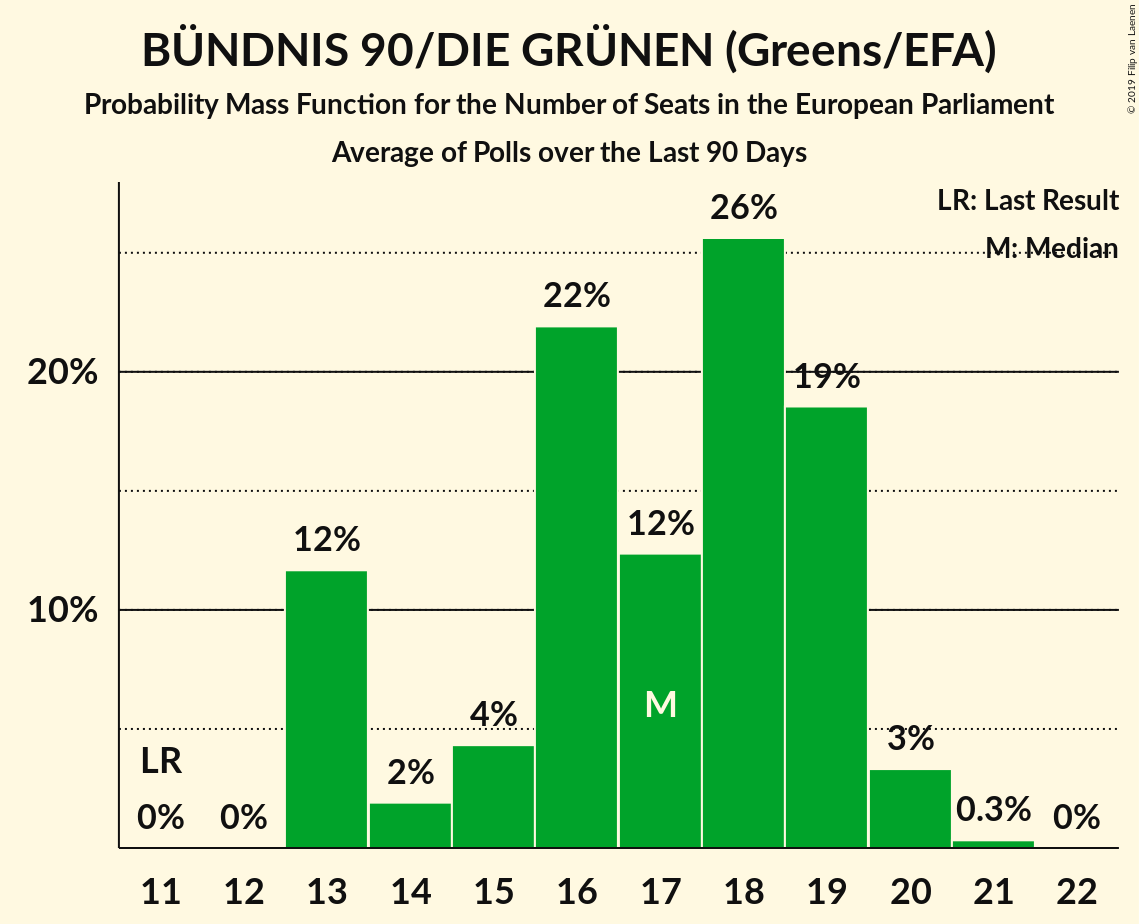 BÜNDNIS 90/DIE GRÜNEN (Greens/EFA)
Probability Mass Function for the Number of Seats in the European Parliament
Average of Polls over the Last 90 Days
© 2019 Filip van Laenen
LR: Last Result
M: Median
26%
22%
20%
19%
12%
12%
10%
M
4%
3%
LR
2%
0%
0%
0.3%
0%
11 12 13 14 15 16 17 18 19 20 21 22